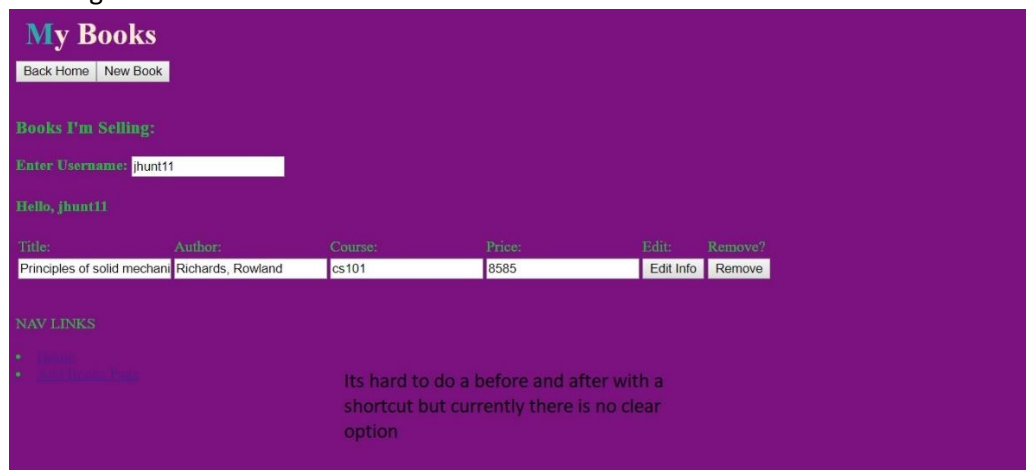 My Books
Back Home New Book
Books I'm Selling:
Enter Username: jhunt11
Hello, jhunt11
Title: Author: Course: Price: Edit: Remove?
Principles of solid mechani Richards, Rowland cs101 8585 Edit Info Remove
NAV LINKS
Its hard to do a before and after with a
shortcut but currently there is no clear
option